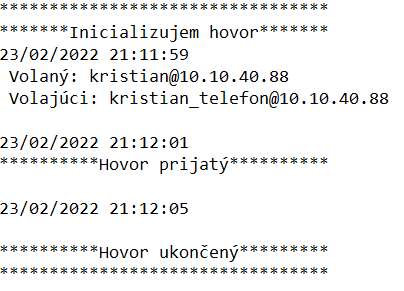 *********************************
*******Inicializujem hovor*******
23/02/2022 21:11:59
Volaný: kristian@10.10.40.88
Volajúci: kristian_telefon@10.10.40.88
23/02/2022 21:12:01
**********Hovor prijatý**********
23/02/2022 21:12:05
**********Hovor ukončený*********
*********************************